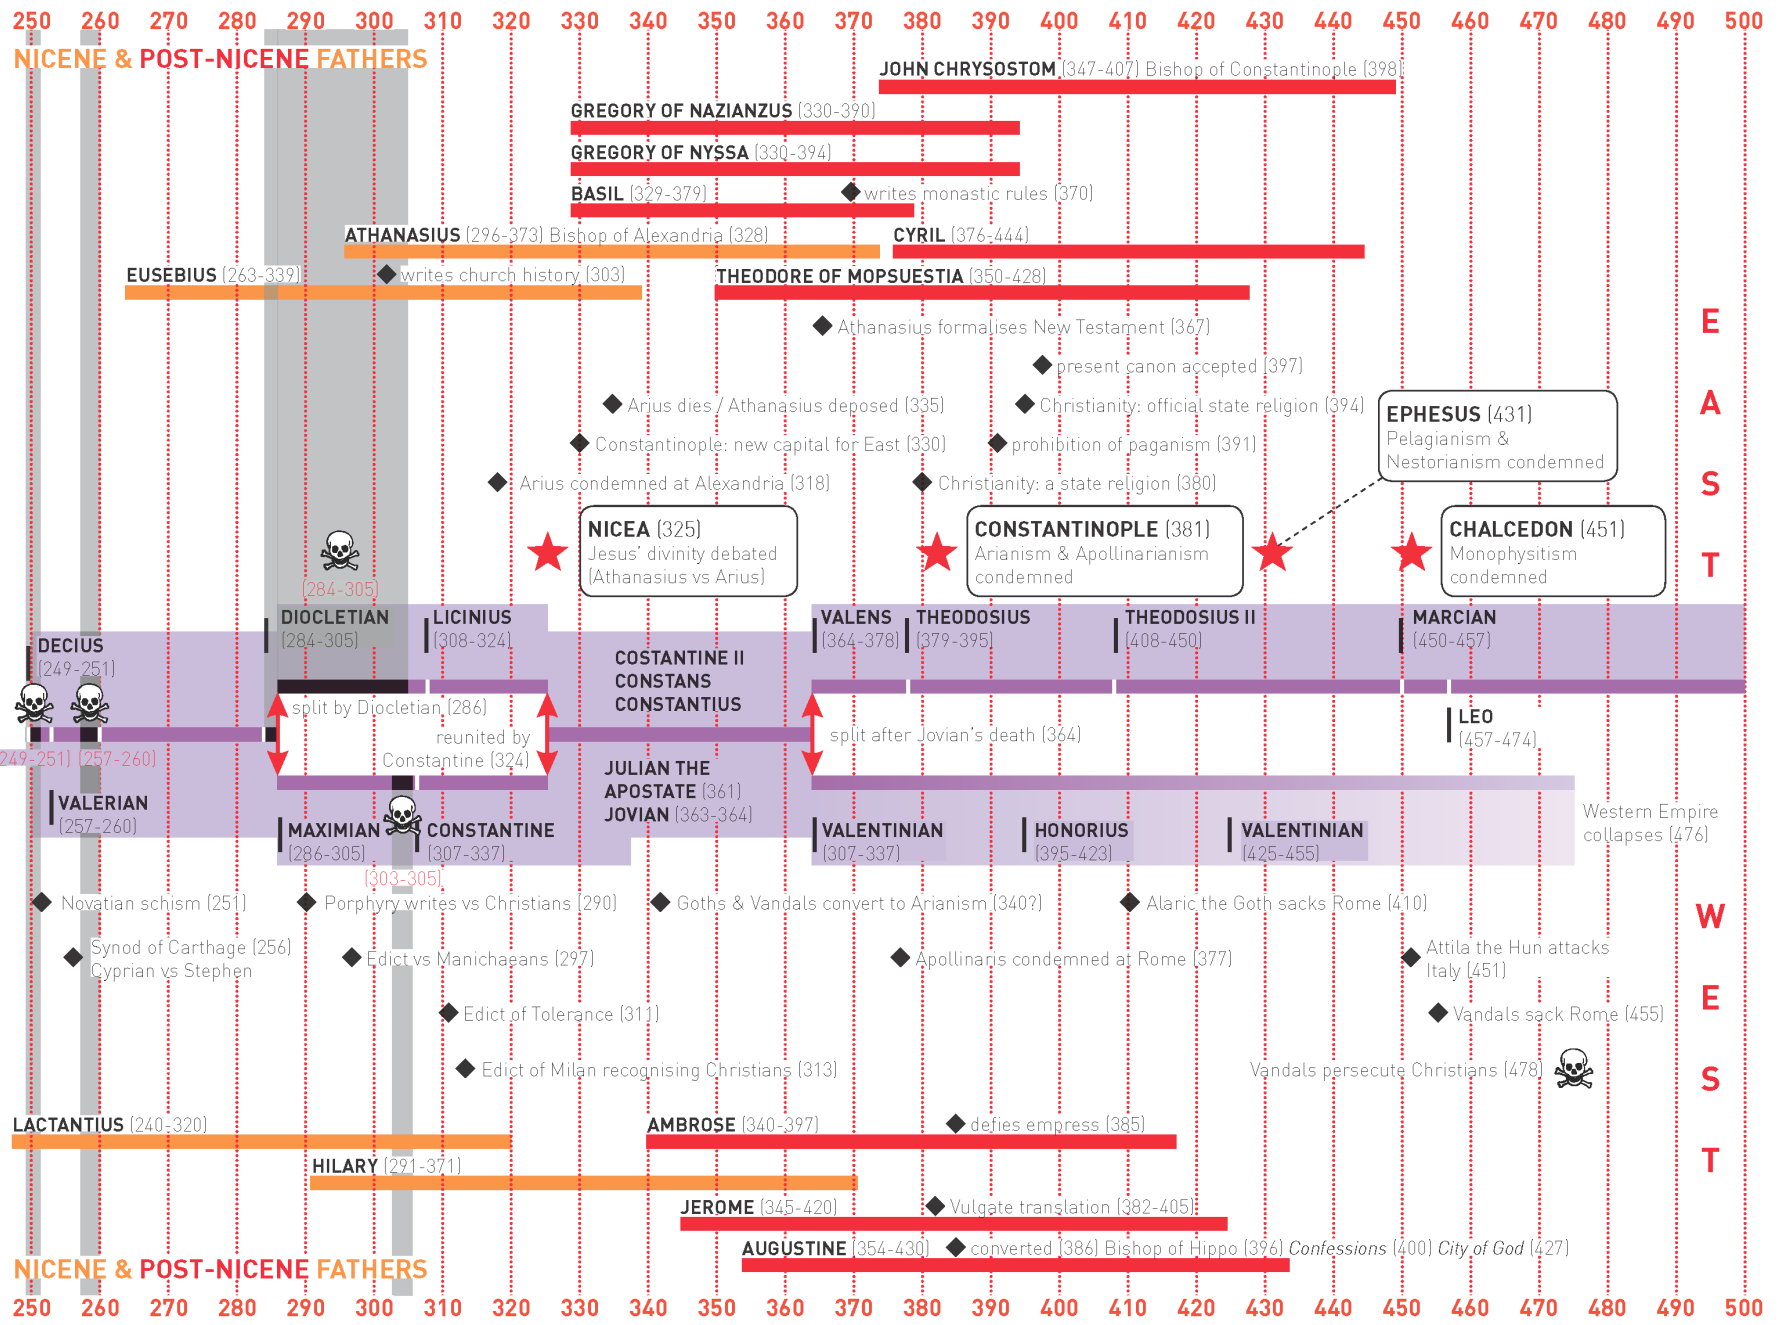 250 260 270 280 290 300 310 320 330 340 350 360 370 380 390 400 410 420 430 440 450 460 470 480 490 500
NICENE & POST-NICENE FATHERS
JOHN CHRYSOSTOM (347-407) Bishop of Constantinople (398)
GREGORY OF NAZIANZUS (330-390)
GREGORY OF NYSSA (330-394)
BASIL (329-379)
writes monastic rules (370)
ATHANASIUS (296-373) Bishop of Alexandria (328)
CYRIL (376-444)
EUSEBIUS (263-339)
writes church history (303)
THEODORE OF MOPSUESTIA (350-428)
Athanasius formalises New Testament (367)
present canon accepted (397)
Arius dies / Athanasius deposed (335)
Christianity: official state religion (394)
Constantinople: new capital for East (330)
prohibition of paganism (391)
Arius condemned at Alexandria (318)
Christianity: a state religion (380)
EPHESUS (431)
Pelagianism &
Nestorianism condemned
NICEA (325)
Jesus' divinity debated
(Athanasius vs Arius)
CONSTANTINOPLE (381)
Arianism & Apollinarianism
condemned
CHALCEDON (451)
Monophysitism
condemned
EAST
(284-305)
DIOCLETIAN
(284-305)
LICINIUS
(308-324)
VALENS
(364-378)
THEODOSIUS
(379-395)
THEODOSIUS II
(408-450)
MARCIAN
(450-457)
DECIUS
(249-251)
COSTANTINE II
CONSTANS
CONSTANTIUS
split by Diocletian (286)
reunited by
Constantine (324)
split after Jovian's death (364)
LEO
(457-474)
249-251) (257-260)
JULIAN THE
APOSTATE (361)
JOVIAN (363-364)
VALERIAN
(257-260)
MAXIMIAN
(286-305)
CONSTANTINE
(307-337)
(303-305)
VALENTINIAN
(307-337)
HONORIUS
(395-423)
VALENTINIAN
(425-455)
Western Empire
collapses (476)
Novatian schism (251)
Porphyry writes vs Christians (290)
Goths & Vandals convert to Arianism (340?)
Alaric the Goth sacks Rome (410)
Synod of Carthage (256)
Cyprian vs Stephen
Edict vs Manichaeans (297)
Apollinaris condemned at Rome (377)
Attila the Hun attacks
Italy (451)
Edict of Tolerance (311)
Vandals sack Rome (455)
Edict of Milan recognising Christians (313)
Vandals persecute Christians (478)
WEST
LACTANTIUS (240-320)
AMBROSE (340-397)
defies empress (385)
HILARY (291-371)
JEROME (345-420)
Vulgate translation (382-405)
AUGUSTINE (354-430)
converted (386) Bishop of Hippo (396) Confessions (400) City of God (427)
NICENE & POST-NICENE FATHERS
250 260 270 280 290 300 310 320 330 340 350 360 370 380 390 400 410 420 430 440 450 460 470 480 490 500